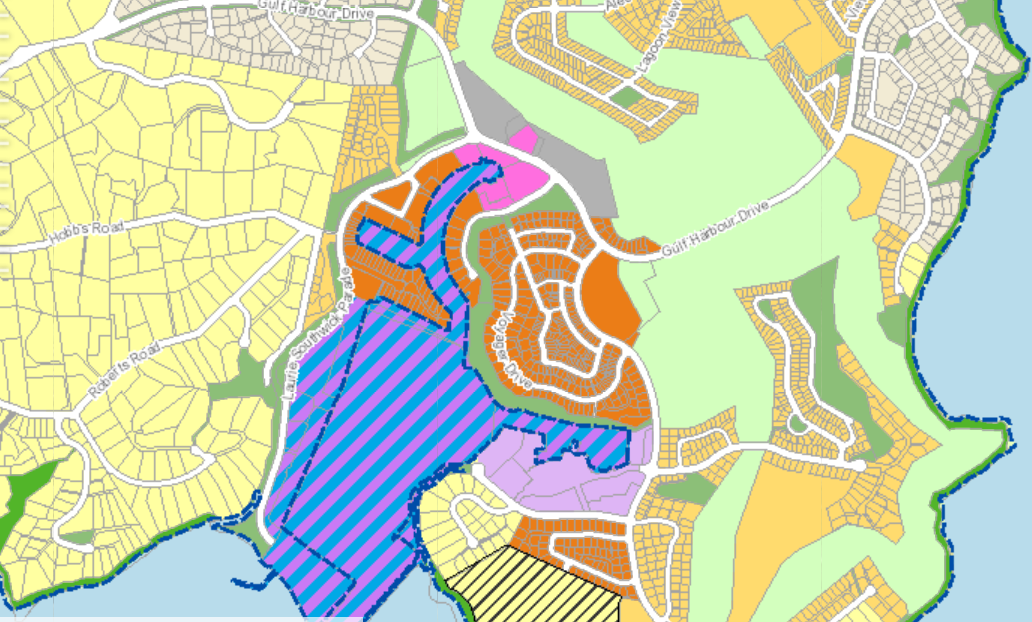 Gulf Harbour Drive
Lagoon View
Hobbs Road
Gulf Harbour Drive
Laurie Southwick Parade
Voyager Drive
Roberts Road